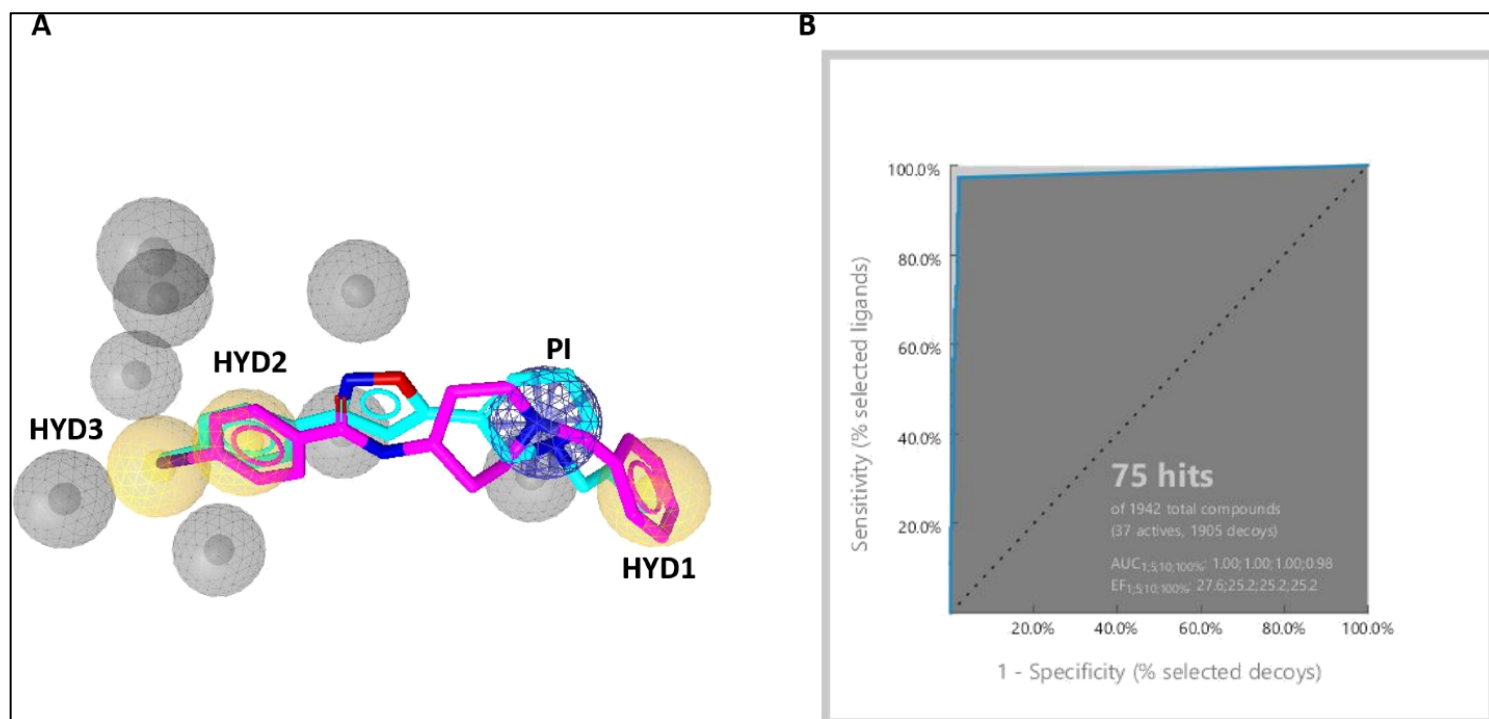 A
B
HYD2
PI
HYD3
HYD1
100.0%
80.0%
60.0%
40.0%
20.0%
Sensitivity (% selected ligands)
75 hits
of 1942 total compounds
(37 actives, 1905 decoys)
AUC1;5;10;100%: 1.00;1.00;1.00;0.98
EF1;5;10;100%: 27.6;25.2;25.2;25.2
20.0% 40.0% 60.0% 80.0% 100.0%
1 - Specificity (% selected decoys)